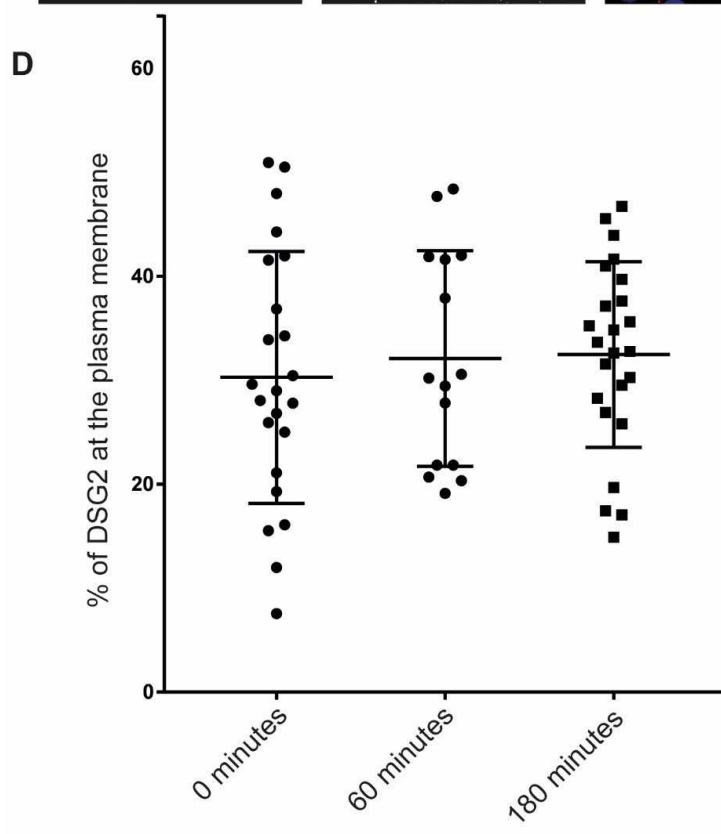 D
60
40
20
0
% of DSG2 at the plasma membrane
0 minutes
60 minutes
180 minutes